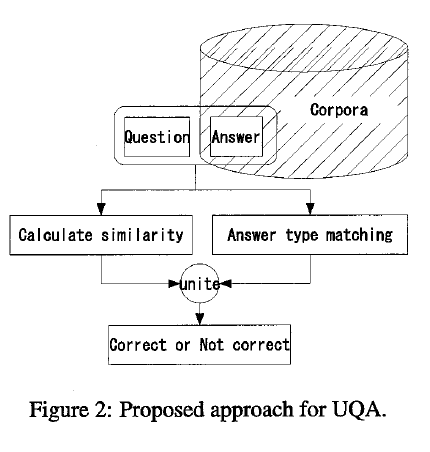 Corpora
Question
Answer
Calculate similarity
Answer type matching
unite
Correct or Not correct
Figure 2: Proposed approach for UQA.